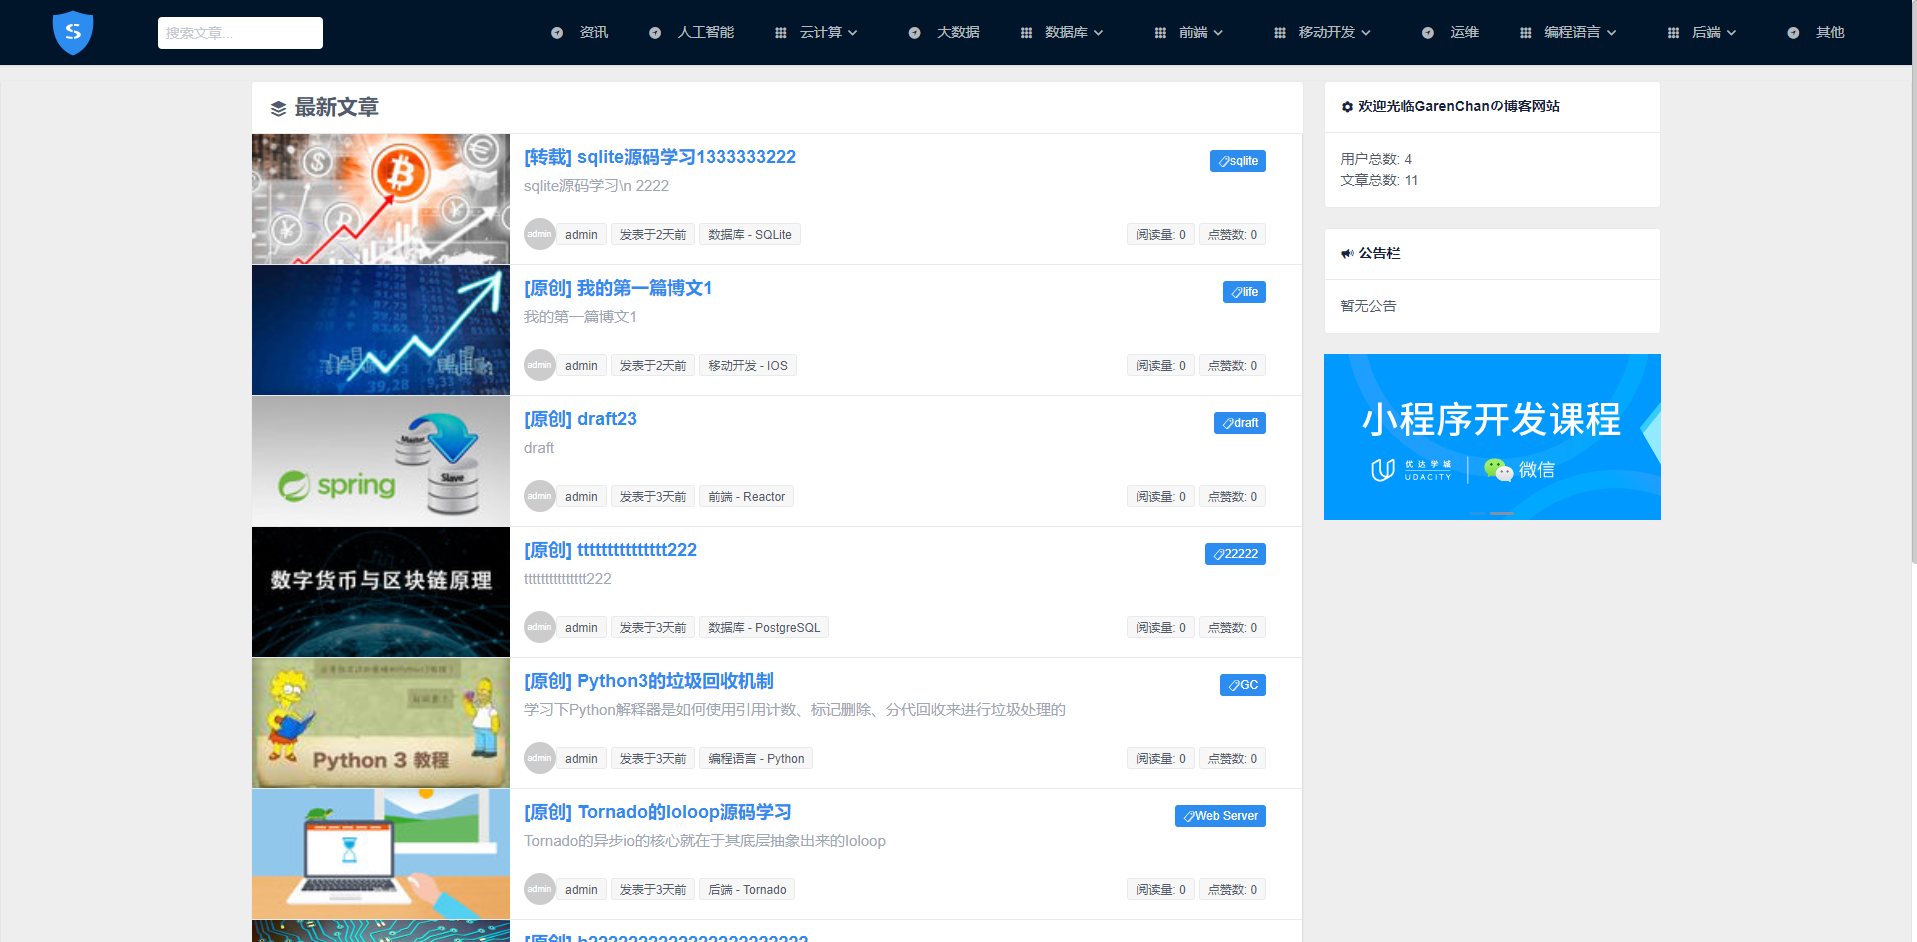 S
搜索文章...
资讯
人工智能
云计算
大数据
数据库
前端
移动开发
运维
编程语言
后端
其他
最新文章
[转载] sqlite源码学习1333333222
sqlite
sqlite源码学习\n 2222
admin admin 发表于2天前 数据库 - SQLite 阅读量: 0 点赞数: 0
[原创] 我的第一篇博文1
life
我的第一篇博文1
admin admin 发表于2天前 移动开发 - IOS 阅读量: 0 点赞数: 0
Master
Slave
spring
[原创] draft23
draft
draft
admin admin 发表于3天前 前端 - Reactor 阅读量: 0 点赞数: 0
数字货币与区块链原理
[原创] ttttttttttttttt222
22222
ttttttttttttttt222
admin admin 发表于3天前 数据库 - PostgreSQL 阅读量: 0 点赞数: 0
Python 3 教程
[原创] Python3的垃圾回收机制
GC
学习下Python解释器是如何使用引用计数、标记删除、分代回收来进行垃圾处理的
admin admin 发表于3天前 编程语言 - Python 阅读量: 0 点赞数: 0
[原创] Tornado的Ioloop源码学习
Web Server
Tornado的异步io的核心就在于其底层抽象出来的Ioloop
admin admin 发表于3天前 后端 - Tornado 阅读量: 0 点赞数: 0
欢迎光临GarenChanの博客网站
用户总数: 4
文章总数: 11
公告栏
暂无公告
小程序开发课程
优达学城
UDACITY
微信